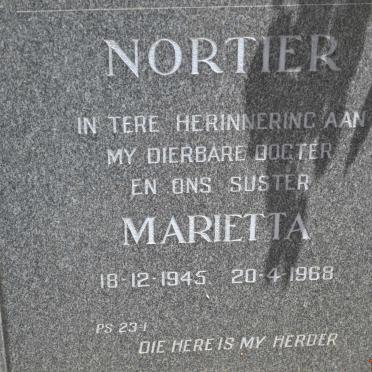 NORTIER
IN TERE HERINNERING AAN
MY DIERBARE DOGTER
EN ONS SUSTER
MARIETTA
18-12-1945 20-4-1968
PS 23-1
DIE HERE IS MY HERDER